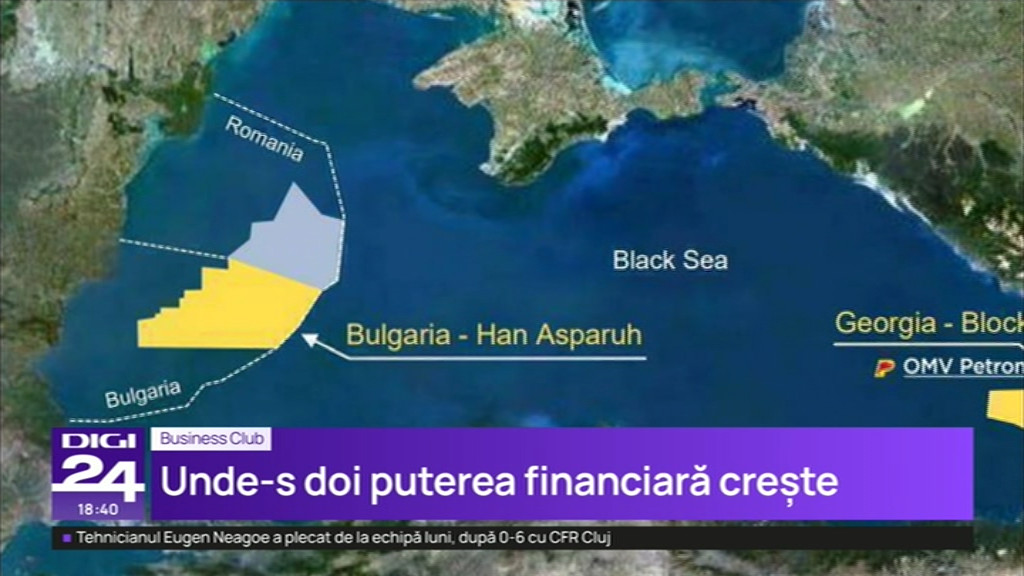 Romania
Black Sea
Georgia - Block
Bulgaria - Han Asparuh
OMV Petrom
Bulgaria
DIGI
24
18:40
Business Club
Unde-s doi puterea financiară crește
Tehnicianul Eugen Neagoe a plecat de la echipă luni, după 0-6 cu CFR Cluj